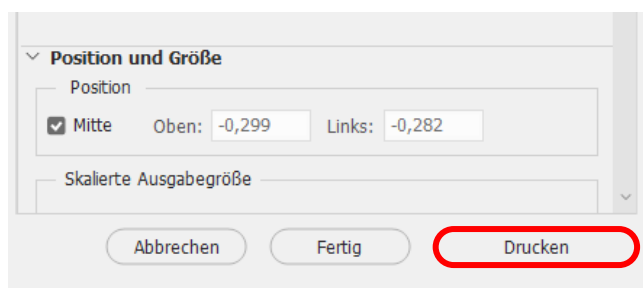 Position und Größe
Position
Mitte Oben: -0,299 Links: -0,282
Skalierte Ausgabegröße
Abbrechen Fertig Drucken